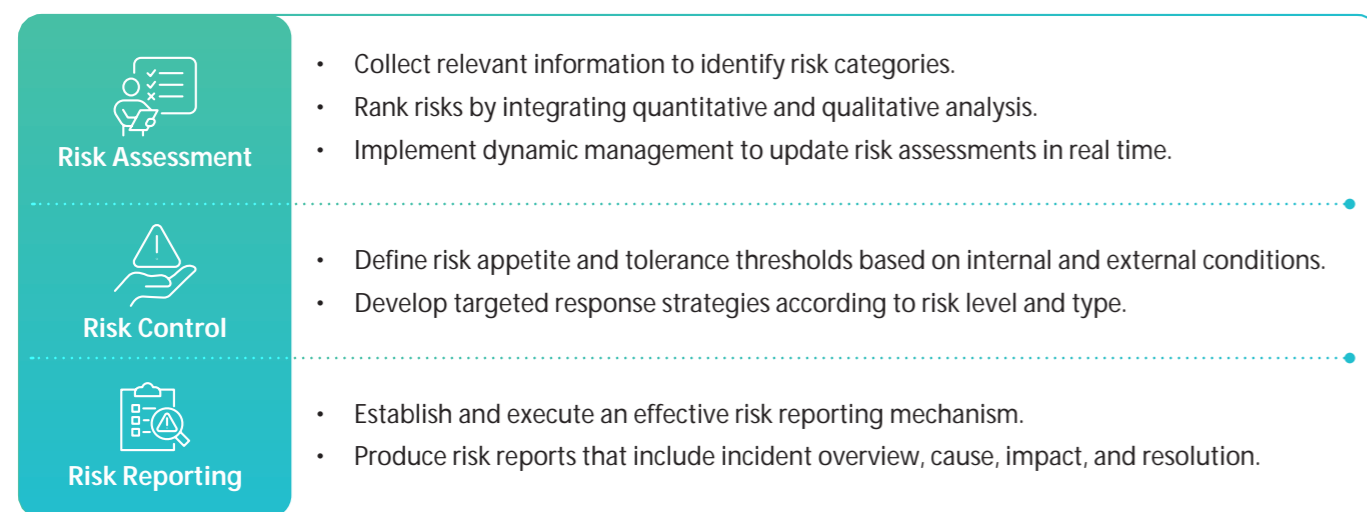 Risk Assessment
• Collect relevant information to identify risk categories.
• Rank risks by integrating quantitative and qualitative analysis.
• Implement dynamic management to update risk assessments in real time.
Risk Control
• Define risk appetite and tolerance thresholds based on internal and external conditions.
• Develop targeted response strategies according to risk level and type.
Risk Reporting
• Establish and execute an effective risk reporting mechanism.
• Produce risk reports that include incident overview, cause, impact, and resolution.